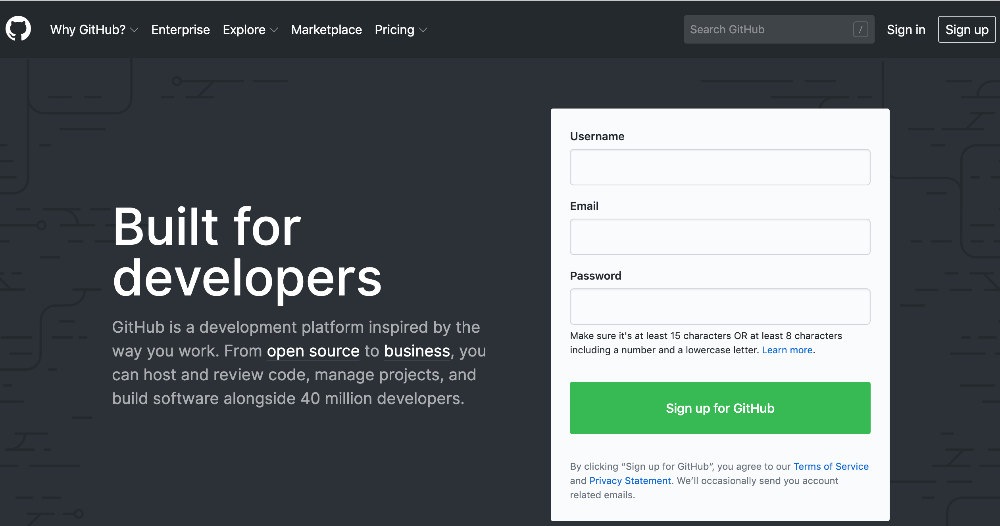 Why GitHub? Enterprise Explore Marketplace Pricing Search GitHub / Sign in Sign up
Built for
developers
GitHub is a development platform inspired by the
way you work. From open source to business, you
can host and review code, manage projects, and
build software alongside 40 million developers.
Username
Email
Password
Make sure it's at least 15 characters OR at least 8 characters
including a number and a lowercase letter. Learn more.
Sign up for GitHub
By clicking “Sign up for GitHub”, you agree to our Terms of Service
and Privacy Statement. We’ll occasionally send you account
related emails.